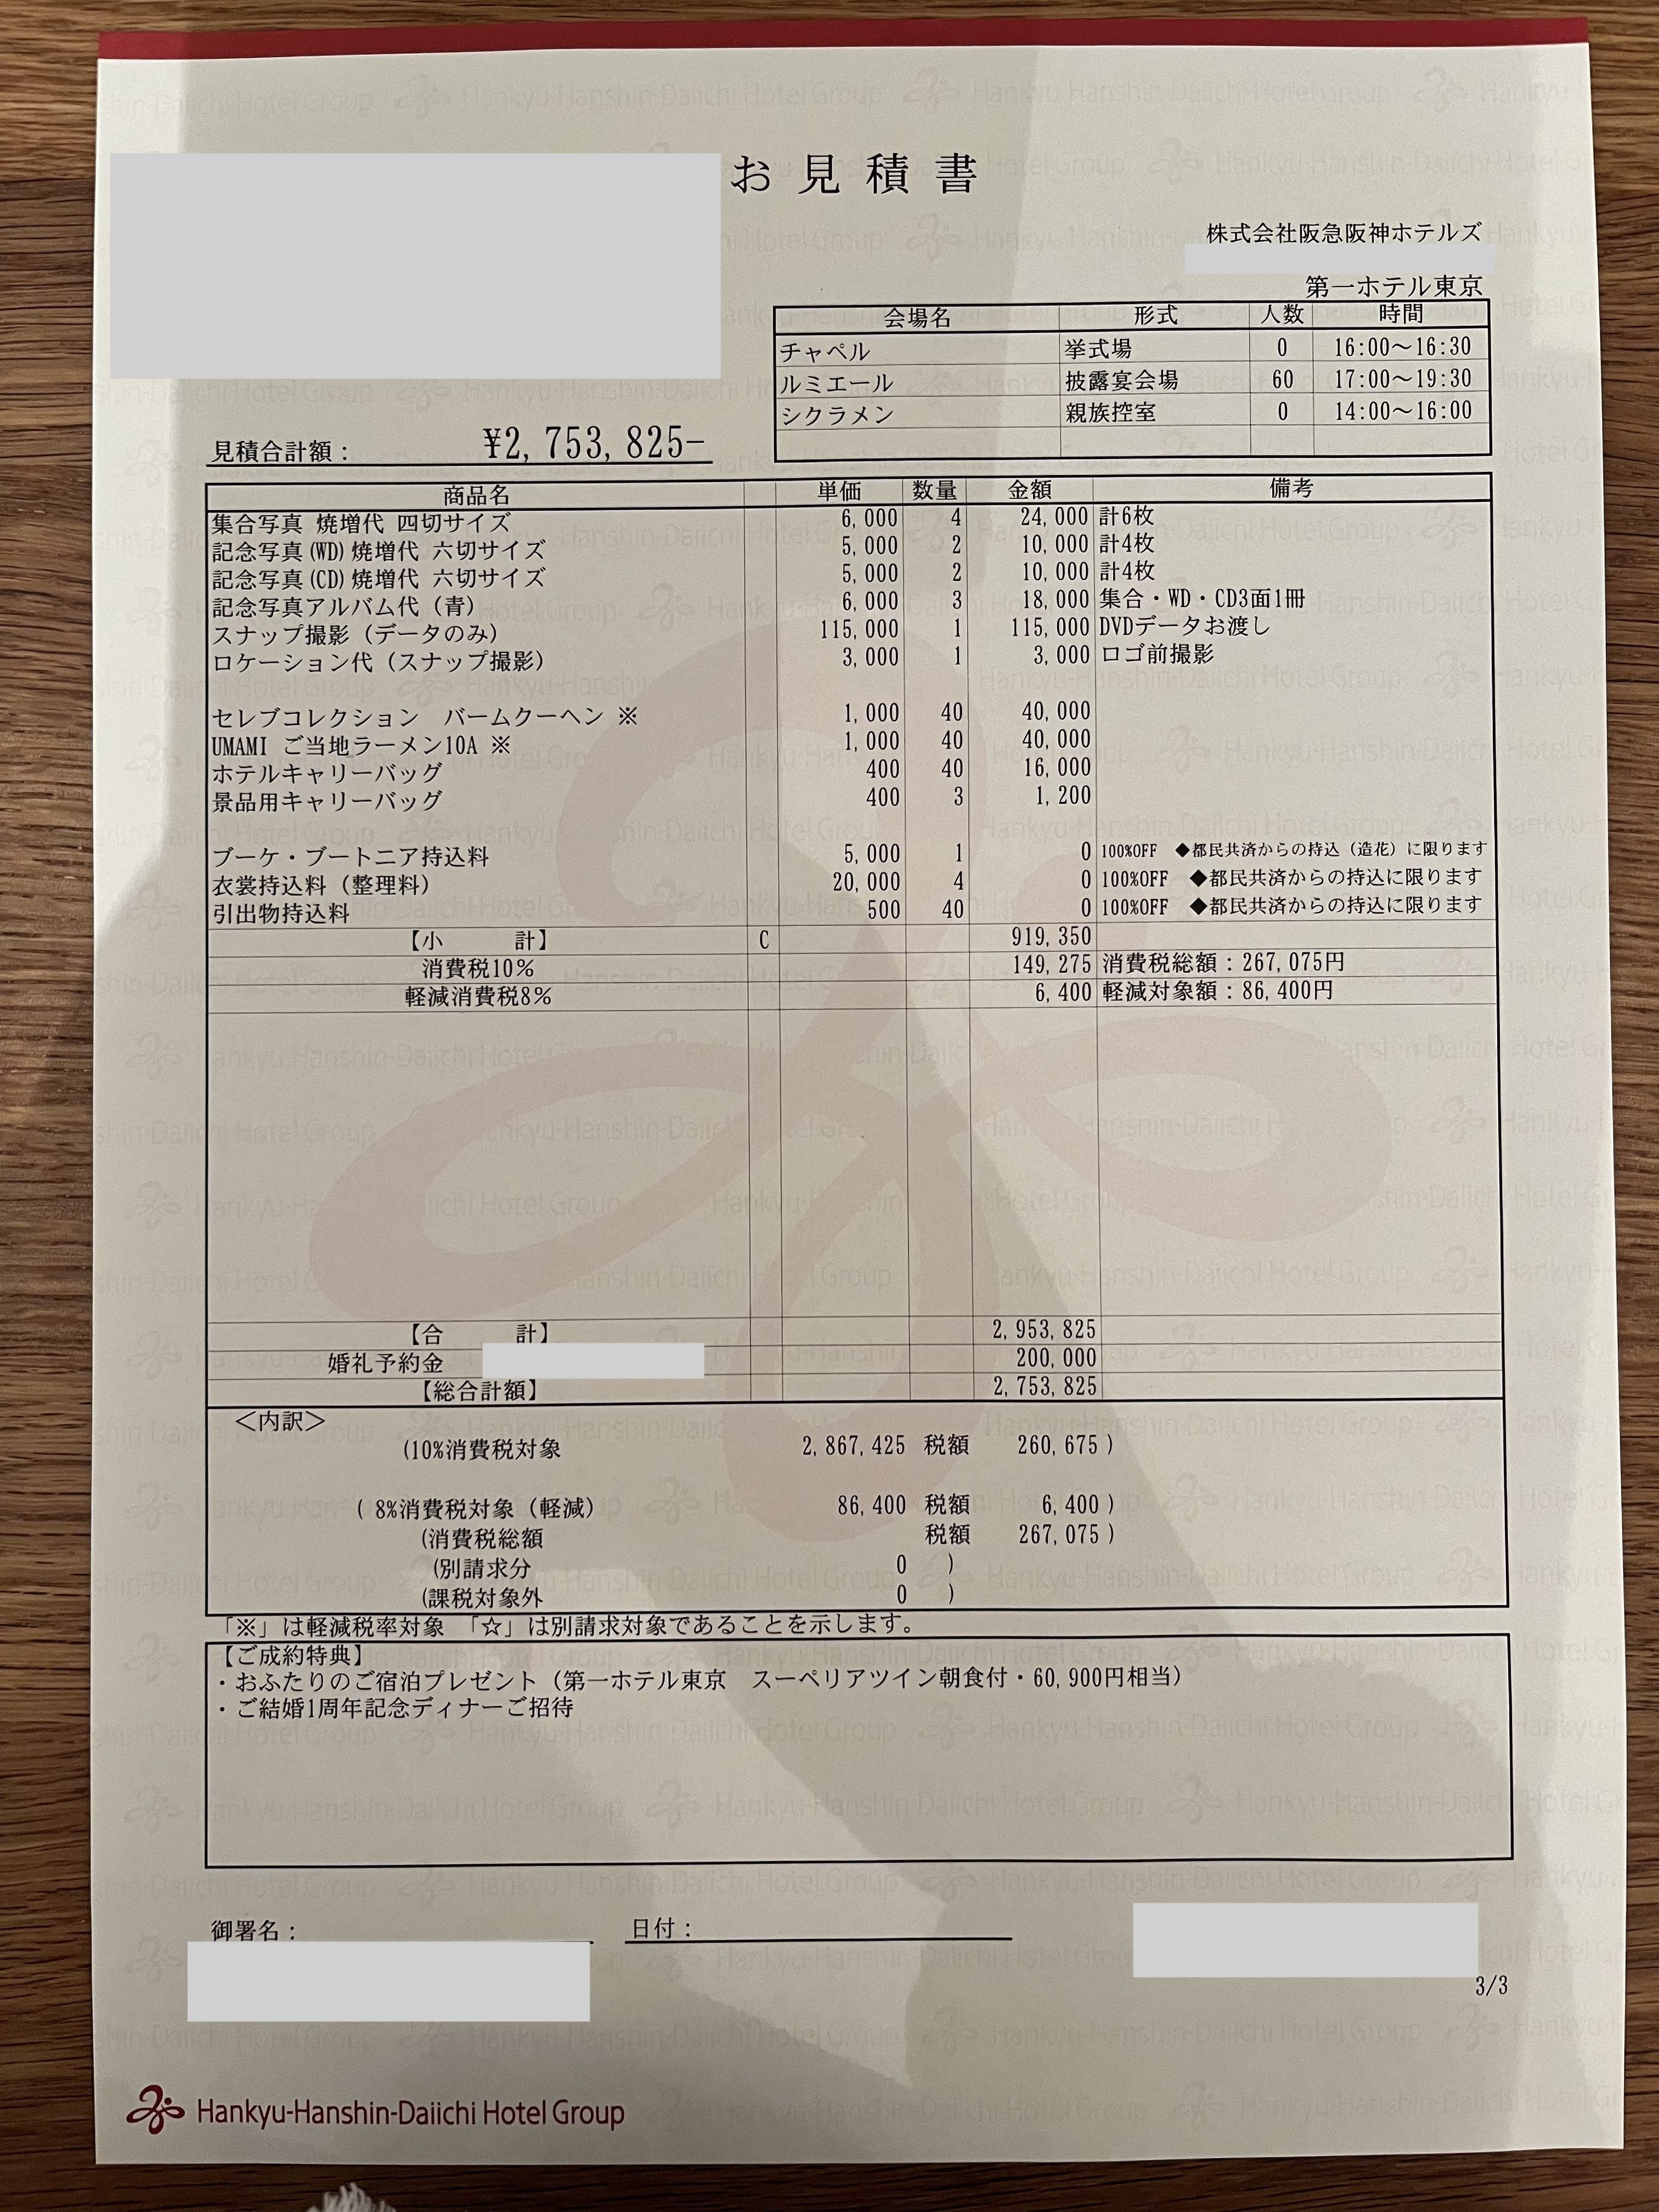 お見積書
株式会社阪急阪神ホテルズ
第一ホテル東京
会場名 形式 人数 時間
チャペル 挙式場 0 16:00～16:30
ルミエール 披露宴会場 60 17:00～19:30
シクラメン 親族控室 0 14:00～16:00
見積合計額： ¥2,753,825−
商品名 単価 数量 金額 備考
集合写真 焼増代 四切サイズ 6,000 4 24,000 計6枚
記念写真(WD)焼増代 六切サイズ 5,000 2 10,000 計4枚
記念写真(CD)焼増代 六切サイズ 5,000 2 10,000 計4枚
記念写真アルバム代（青） 6,000 3 18,000 集合・WD・CD3面1冊
スナップ撮影（データのみ） 115,000 1 115,000 DVDデータお渡し
ロケーション代（スナップ撮影） 3,000 1 3,000 ロゴ前撮影
セレブコレクション　バームクーヘン ※ 1,000 40 40,000
UMAMI ご当地ラーメン10A ※ 1,000 40 40,000
ホテルキャリーバッグ 400 40 16,000
景品用キャリーバッグ 400 3 1,200
ブーケ・ブートニア持込料 5,000 1 0 100%OFF ◆都民共済からの持込（造花）に限ります
衣裳持込料（整理料） 20,000 4 0 100%OFF ◆都民共済からの持込に限ります
引出物持込料 500 40 0 100%OFF ◆都民共済からの持込に限ります
【小　計】 C 919,350
消費税10% 149,275 消費税総額：267,075円
軽減消費税8% 6,400 軽減対象額：86,400円
【合　計】 2,953,825
婚礼予約金 200,000
【総合計額】 2,753,825
＜内訳＞
(10%消費税対象 2,867,425 税額 260,675 )
( 8%消費税対象（軽減） 86,400 税額 6,400 )
(消費税総額 税額 267,075 )
(別請求分 0 )
(課税対象外 0 )
「※」は軽減税率対象　「☆」は別請求対象であることを示します。
【ご成約特典】
・おふたりのご宿泊プレゼント（第一ホテル東京　スーペリアツイン朝食付・60,900円相当）
・ご結婚1周年記念ディナーご招待
御署名： 日付：
3/3
Hankyu-Hanshin-Daiichi Hotel Group